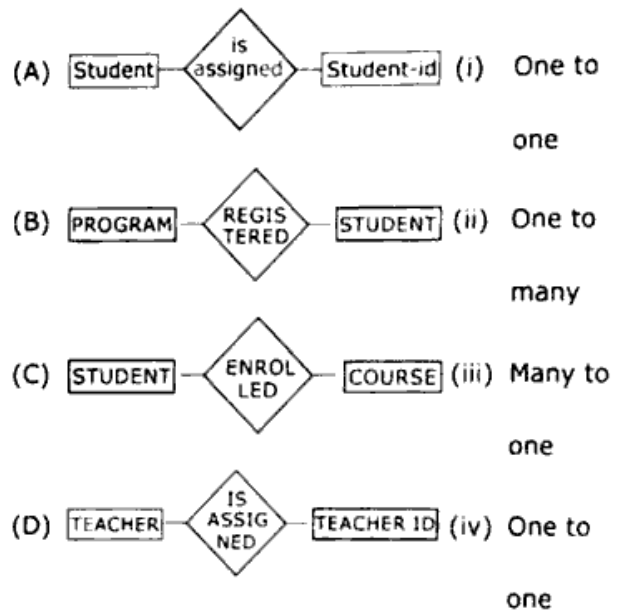 (A) Student is assigned Student-id (i) One to
one
(B) PROGRAM REGIS TERED STUDENT (ii) One to
many
(C) STUDENT ENROL LED COURSE (iii) Many to
one
(D) TEACHER IS ASSIG NED TEACHER ID (iv) One to
one